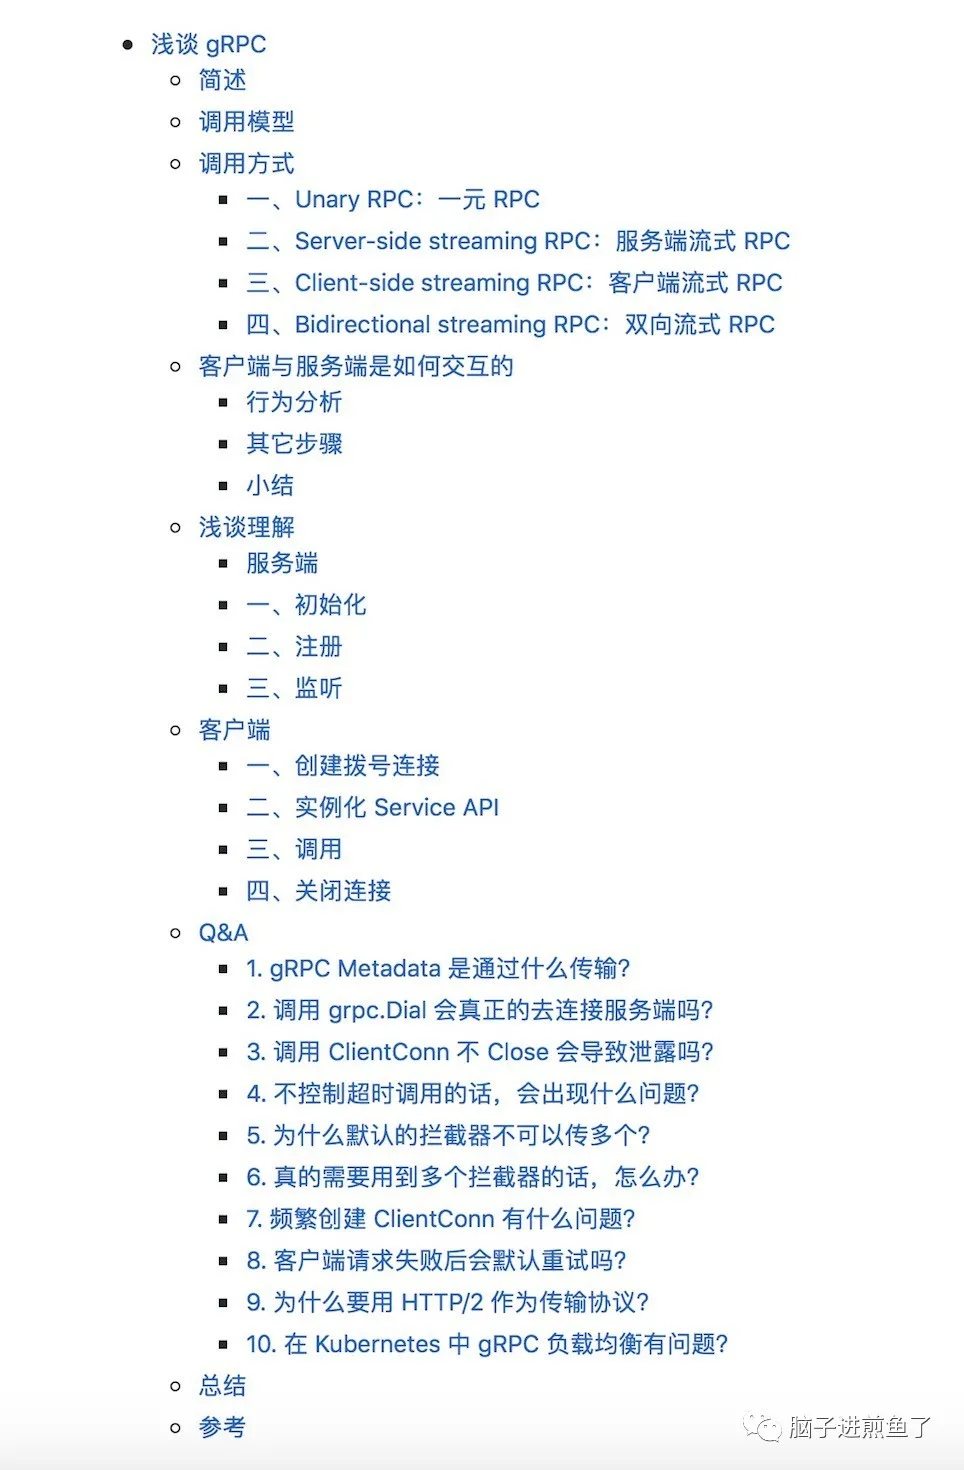 浅谈 gRPC
简述
调用模型
调用方式
一、Unary RPC：一元 RPC
二、Server-side streaming RPC：服务端流式 RPC
三、Client-side streaming RPC：客户端流式 RPC
四、Bidirectional streaming RPC：双向流式 RPC
客户端与服务端是如何交互的
行为分析
其它步骤
小结
浅谈理解
服务端
一、初始化
二、注册
三、监听
客户端
一、创建拨号连接
二、实例化 Service API
三、调用
四、关闭连接
Q&A
1. gRPC Metadata 是通过什么传输？
2. 调用 grpc.Dial 会真正的去连接服务端吗？
3. 调用 ClientConn 不 Close 会导致泄露吗？
4. 不控制超时调用的话，会出现什么问题？
5. 为什么默认的拦截器不可以传多个？
6. 真的需要用到多个拦截器的话，怎么办？
7. 频繁创建 ClientConn 有什么问题？
8. 客户端请求失败后会默认重试吗？
9. 为什么要用 HTTP/2 作为传输协议？
10. 在 Kubernetes 中 gRPC 负载均衡有问题？
总结
参考
脑子进煎鱼了